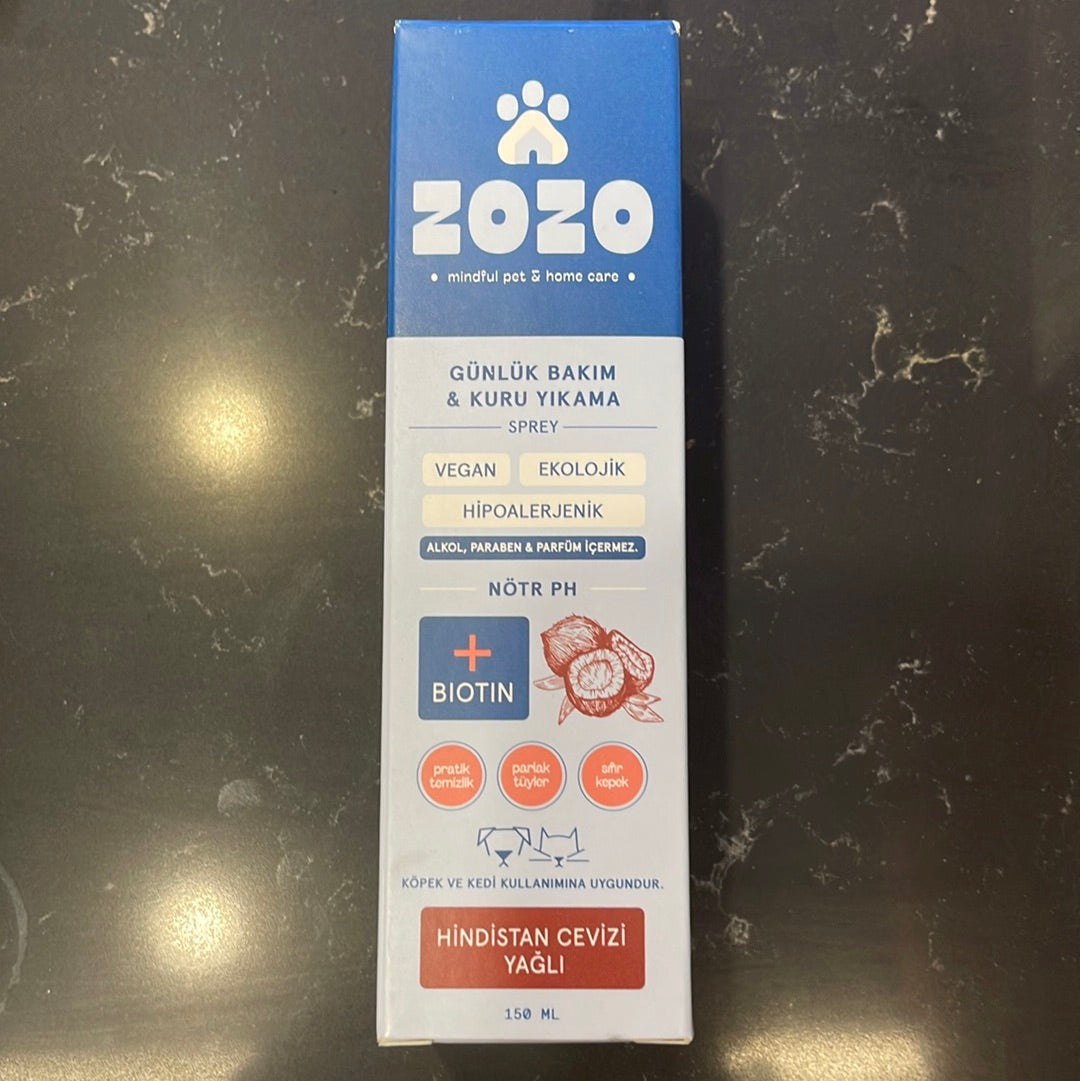 ZOZO
• mindful pet & home care •
GÜNLÜK BAKIM
& KURU YIKAMA
SPREY
VEGAN EKOLOJİK
HİPOALERJENİK
ALKOL, PARABEN & PARFÜM İÇERMEZ.
NÖTR PH
+
BIOTIN
pratik
temizlik
parlak
tüyler
sıfır
kepek
KÖPEK VE KEDİ KULLANIMINA UYGUNDUR.
HİNDİSTAN CEVİZİ
YAĞLI
150 ML